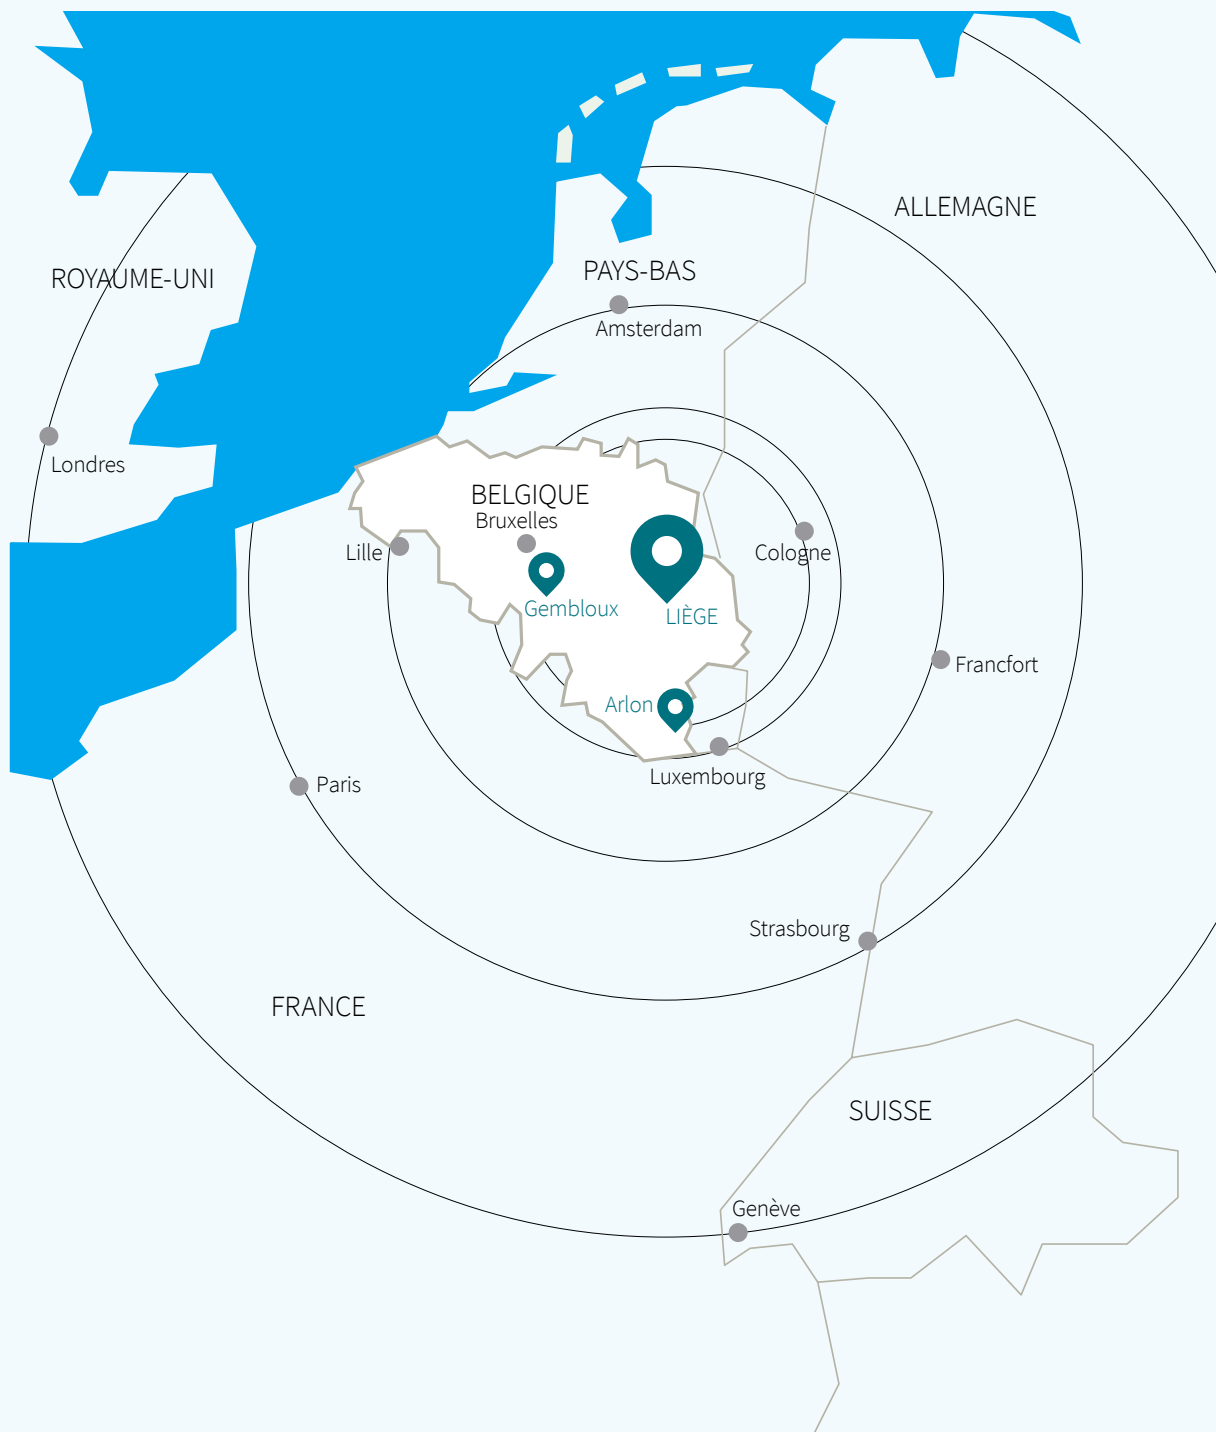 ALLEMAGNE
ROYAUME-UNI
PAYS-BAS
Amsterdam
Londres
BELGIQUE
Bruxelles
Lille
Cologne
Gembloux
LIÈGE
Francfort
Arlon
Luxembourg
Paris
Strasbourg
FRANCE
SUISSE
Genève